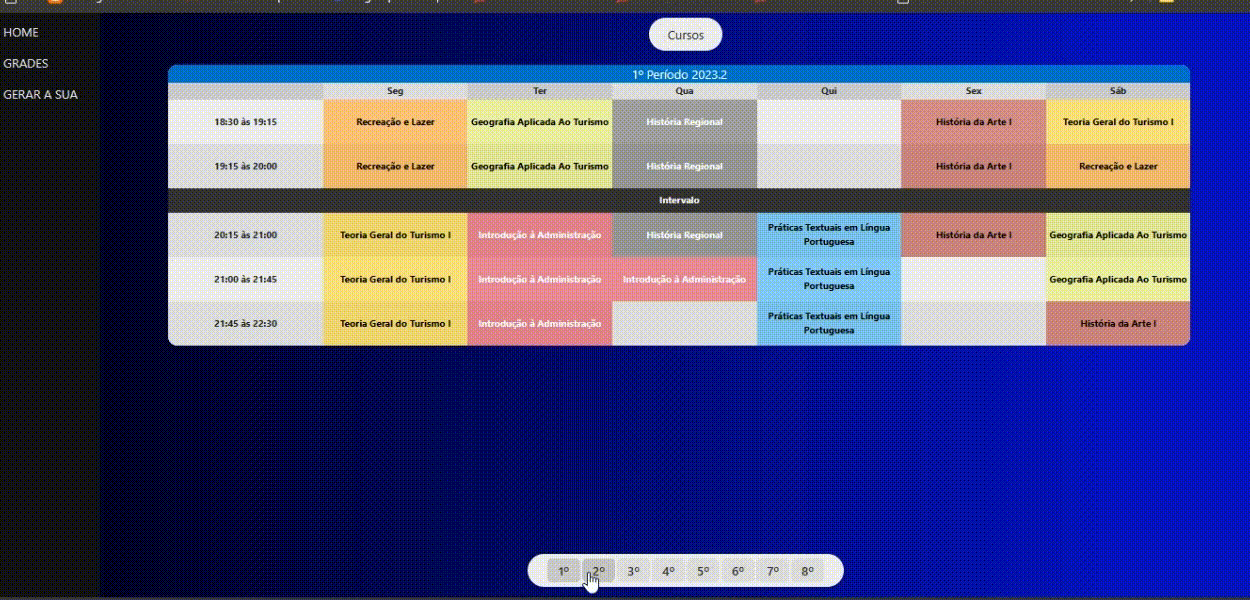 HOME
GRADES
GERAR A SUA
Cursos
1º Período 2023.2
Seg Ter Qua Qui Sex Sáb
18:30 às 19:15 Recreação e Lazer Geografia Aplicada Ao Turismo História Regional História da Arte I Teoria Geral do Turismo I
19:15 às 20:00 Recreação e Lazer Geografia Aplicada Ao Turismo História Regional História da Arte I Recreação e Lazer
Intervalo
20:15 às 21:00 Teoria Geral do Turismo I Introdução à Administração História Regional Práticas Textuais em Língua
Portuguesa História da Arte I Geografia Aplicada Ao Turismo
21:00 às 21:45 Teoria Geral do Turismo I Introdução à Administração Introdução à Administração Práticas Textuais em Língua
Portuguesa Geografia Aplicada Ao Turismo
21:45 às 22:30 Teoria Geral do Turismo I Introdução à Administração Práticas Textuais em Língua
Portuguesa História da Arte I
1º 2º 3º 4º 5º 6º 7º 8º